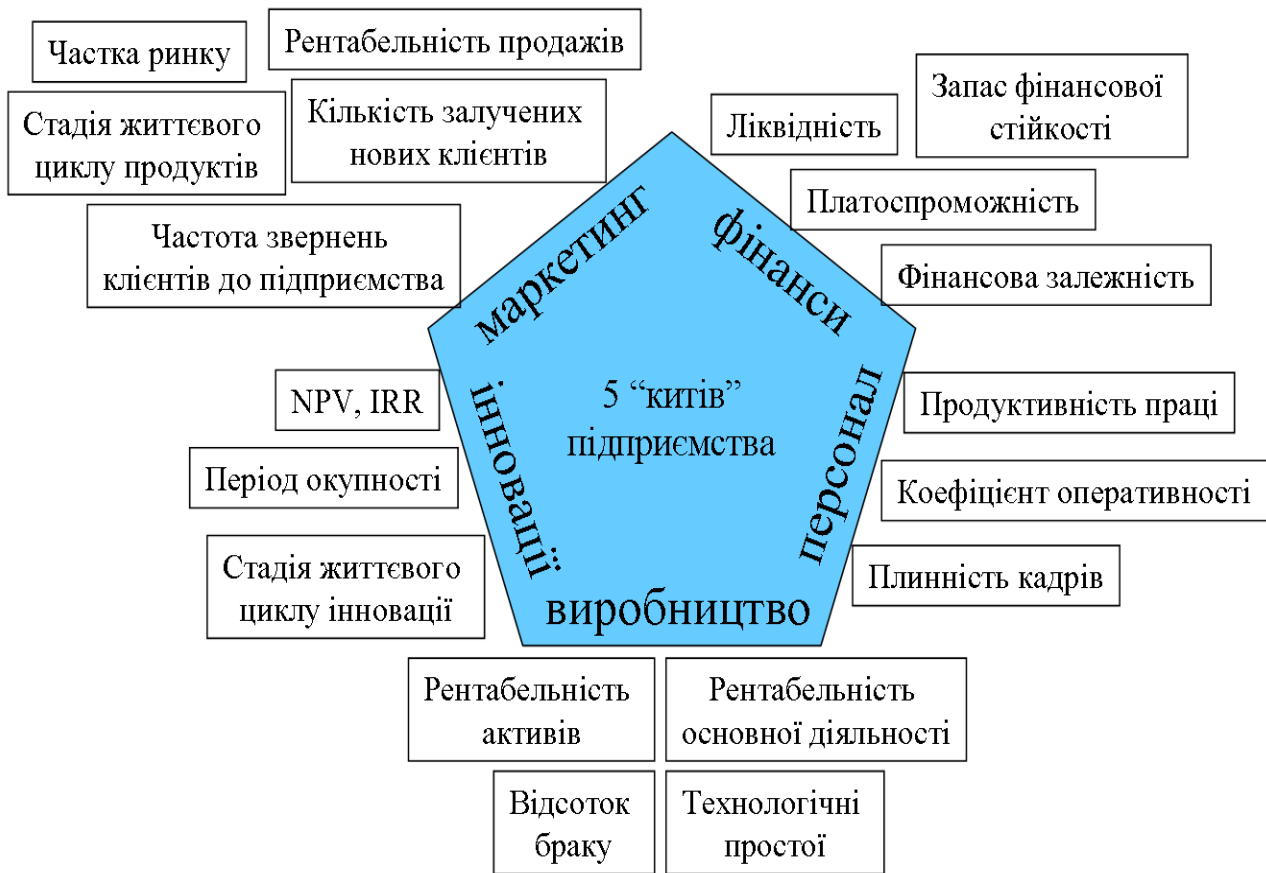 Частка ринку
Рентабельність продажів
Стадія життєвого
циклу продуктів
Кількість залучених
нових клієнтів
Частота звернень
клієнтів до підприємства
Ліквідність
Запас фінансової
стійкості
Платоспроможність
Фінансова залежність
маркетинг
фінанси
NPV, IRR
Період окупності
Стадія життєвого
циклу інновації
інновації
5 “китів”
підприємства
персонал
Продуктивність праці
Коефіцієнт оперативності
Плинність кадрів
виробництво
Рентабельність
активів
Рентабельність
основної діяльності
Відсоток
браку
Технологічні
простої